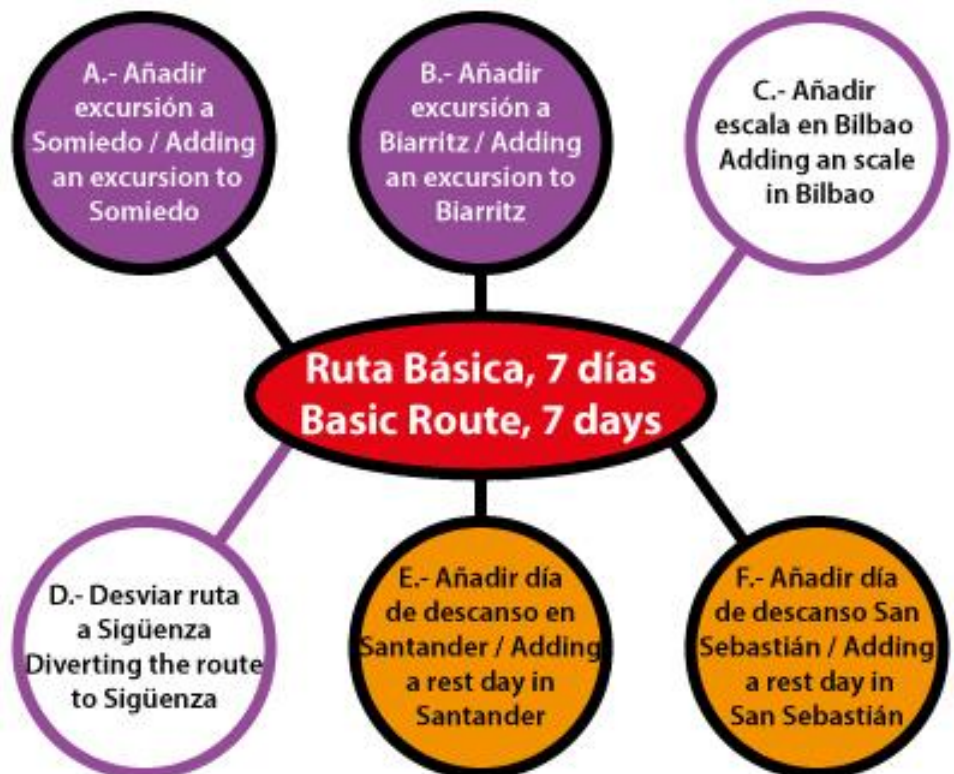 A.- Añadir
excursión a
Somiedo / Adding
an excursion to
Somiedo
B.- Añadir
excursión a
Biarritz / Adding
an excursion to
Biarritz
C.- Añadir
escala en Bilbao
Adding an scale
in Bilbao
Ruta Básica, 7 días
Basic Route, 7 days
D.- Desviar ruta
a Sigüenza
Diverting the route
to Sigüenza
E.- Añadir día
de descanso en
Santander / Adding
a rest day in
Santander
F.- Añadir día
de descanso San
Sebastián / Adding
a rest day in
San Sebastián